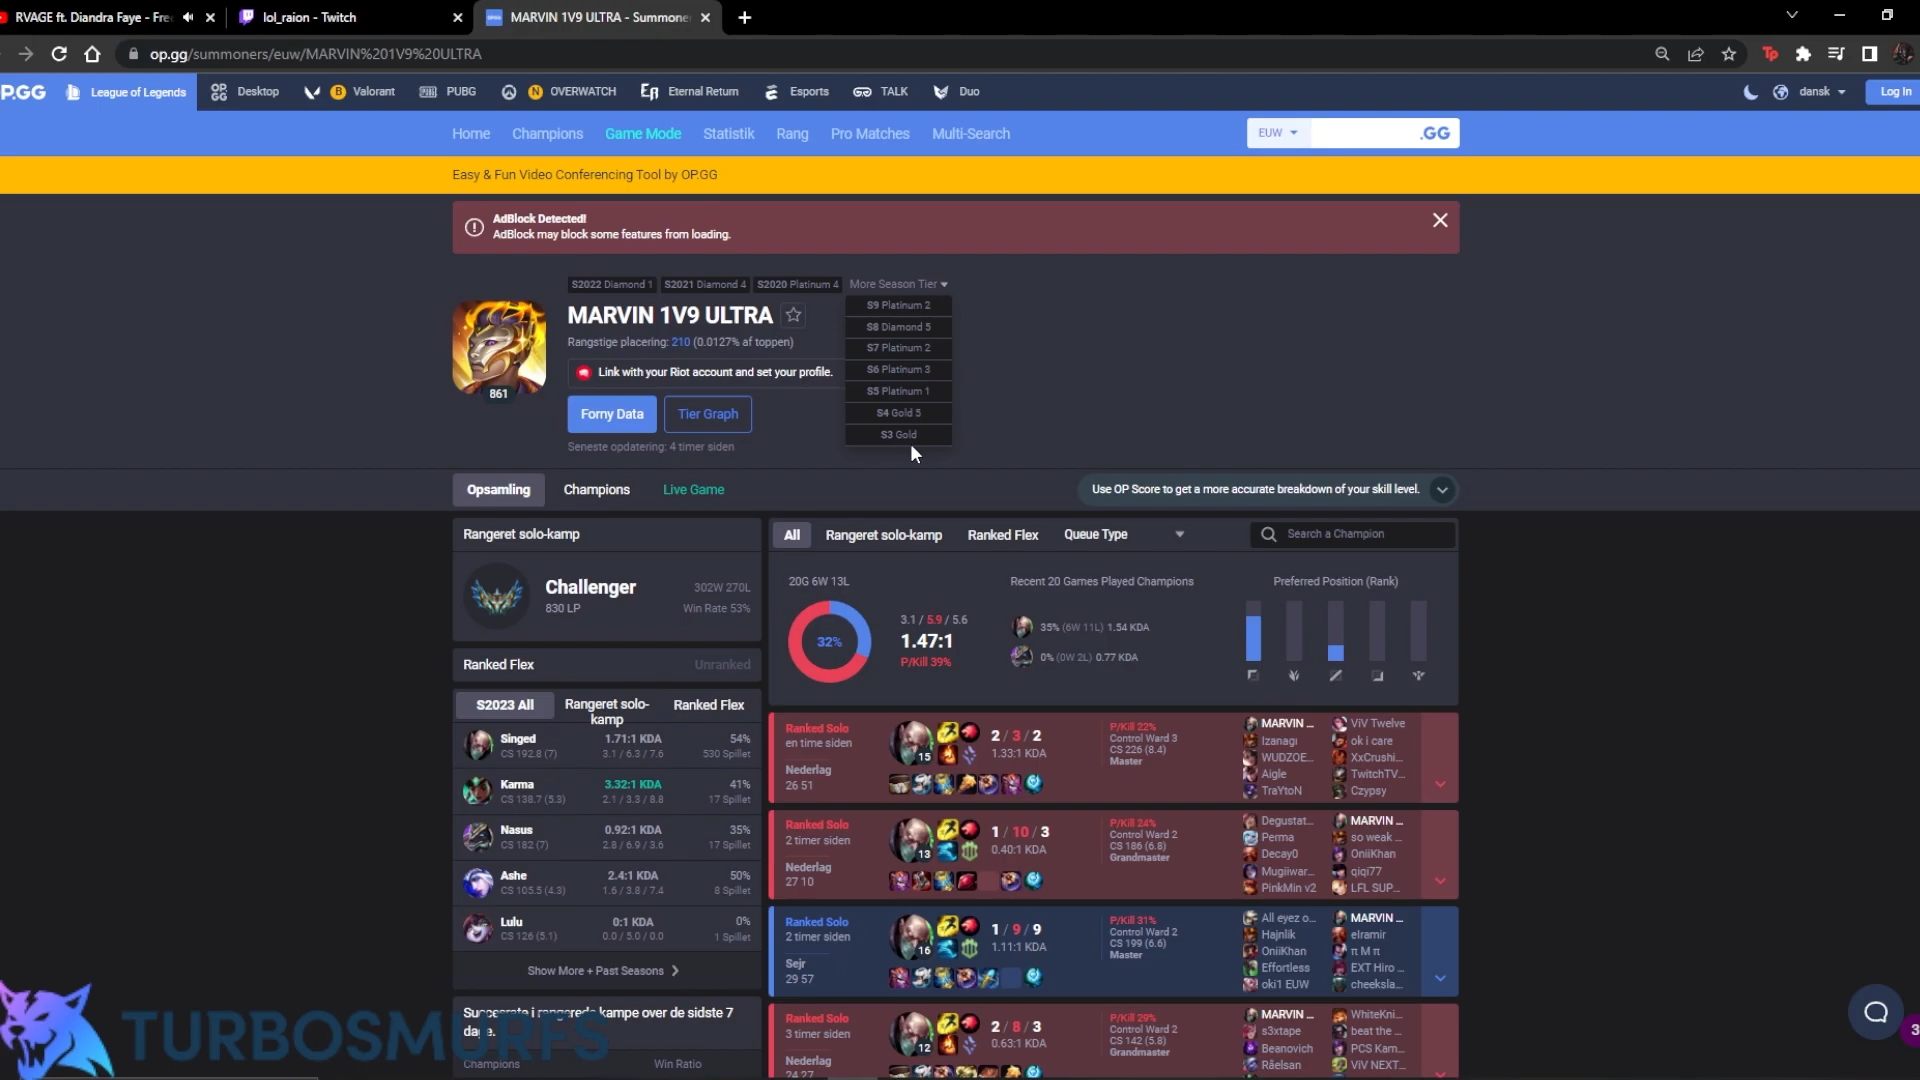 RVAGE ft. Diandra Faye - Fre
lol_raion - Twitch
MARVIN 1V9 ULTRA - Summone
op.gg/summoners/euw/MARVIN%201V9%20ULTRA
P.GG
League of Legends
Desktop
B Valorant
PUBG
N OVERWATCH
Eternal Return
Esports
TALK
Duo
dansk
Log In
Home
Champions
Game Mode
Statistik
Rang
Pro Matches
Multi-Search
EUW
.GG
Easy & Fun Video Conferencing Tool by OP.GG
AdBlock Detected!
AdBlock may block some features from loading.
S2022 Diamond 1
S2021 Diamond 4
S2020 Platinum 4
More Season Tier
S9 Platinum 2
S8 Diamond 5
S7 Platinum 2
S6 Platinum 3
S5 Platinum 1
S4 Gold 5
S3 Gold
MARVIN 1V9 ULTRA
Rangstige placering: 210 (0.0127% af toppen)
Link with your Riot account and set your profile.
861
Forny Data
Tier Graph
Seneste opdatering: 4 timer siden
Opsamling
Champions
Live Game
Use OP Score to get a more accurate breakdown of your skill level.
Rangeret solo-kamp
Challenger
302W 270L
830 LP
Win Rate 53%
Ranked Flex
Unranked
S2023 All
Rangeret solo-
kamp
Ranked Flex
Singed 1.71:1 KDA 54%
CS 192.8 (7) 3.1 / 6.3 / 7.6 530 Spillet
Karma 3.32:1 KDA 41%
CS 138.7 (5.3) 2.1 / 3.3 / 8.8 17 Spillet
Nasus 0.92:1 KDA 35%
CS 182 (7) 2.8 / 6.9 / 3.6 17 Spillet
Ashe 2.4:1 KDA 50%
CS 105.5 (4.3) 1.6 / 3.8 / 7.4 8 Spillet
Lulu 0:1 KDA 0%
CS 126 (5.1) 0.0 / 5.0 / 0.0 1 Spillet
Show More + Past Seasons
Succesrate i rangerede kampe over de sidste 7
dage.
Champions
Win Ratio
All
Rangeret solo-kamp
Ranked Flex
Queue Type
Search a Champion
20G 6W 13L
32%
3.1 / 5.9 / 5.6
1.47:1
P/Kill 39%
Recent 20 Games Played Champions
35% (6W 11L) 1.54 KDA
0% (0W 2L) 0.77 KDA
Preferred Position (Rank)
Ranked Solo
en time siden
Nederlag
26 51
15
2 / 3 / 2
1.33:1 KDA
P/Kill 22%
Control Ward 3
CS 226 (8.4)
Master
MARVIN ...
Izanagı
WUDZOE...
Aigle
TraYtoN
ViV Twelve
ok i care
XxCrushi...
TwitchTV...
Czypsy
Ranked Solo
2 timer siden
Nederlag
27 10
13
1 / 10 / 3
0.40:1 KDA
P/Kill 24%
Control Ward 2
CS 186 (6.8)
Grandmaster
Degustat...
Perma
Decay0
Mugiiwar...
PinkMin v2
MARVIN ...
so weak ...
OniiKhan
qiqi77
LFL SUP...
Ranked Solo
2 timer siden
Sejr
29 57
16
1 / 9 / 9
1.11:1 KDA
P/Kill 31%
Control Ward 2
CS 199 (6.6)
Master
All eyez o...
Hajnlik
OniiKhan
Effortless
oki1 EUW
MARVIN ...
elramir
π M π
EXT Hiro ...
cheeksla...
Ranked Solo
3 timer siden
Nederlag
24 27
12
2 / 8 / 3
0.63:1 KDA
P/Kill 29%
Control Ward 2
CS 142 (5.8)
Grandmaster
MARVIN ...
s3xtape
Beanovich
Råelsan
WhiteKni...
beat the ...
PCS Kam...
ViV NEXT...
TURBOSMURFS
3